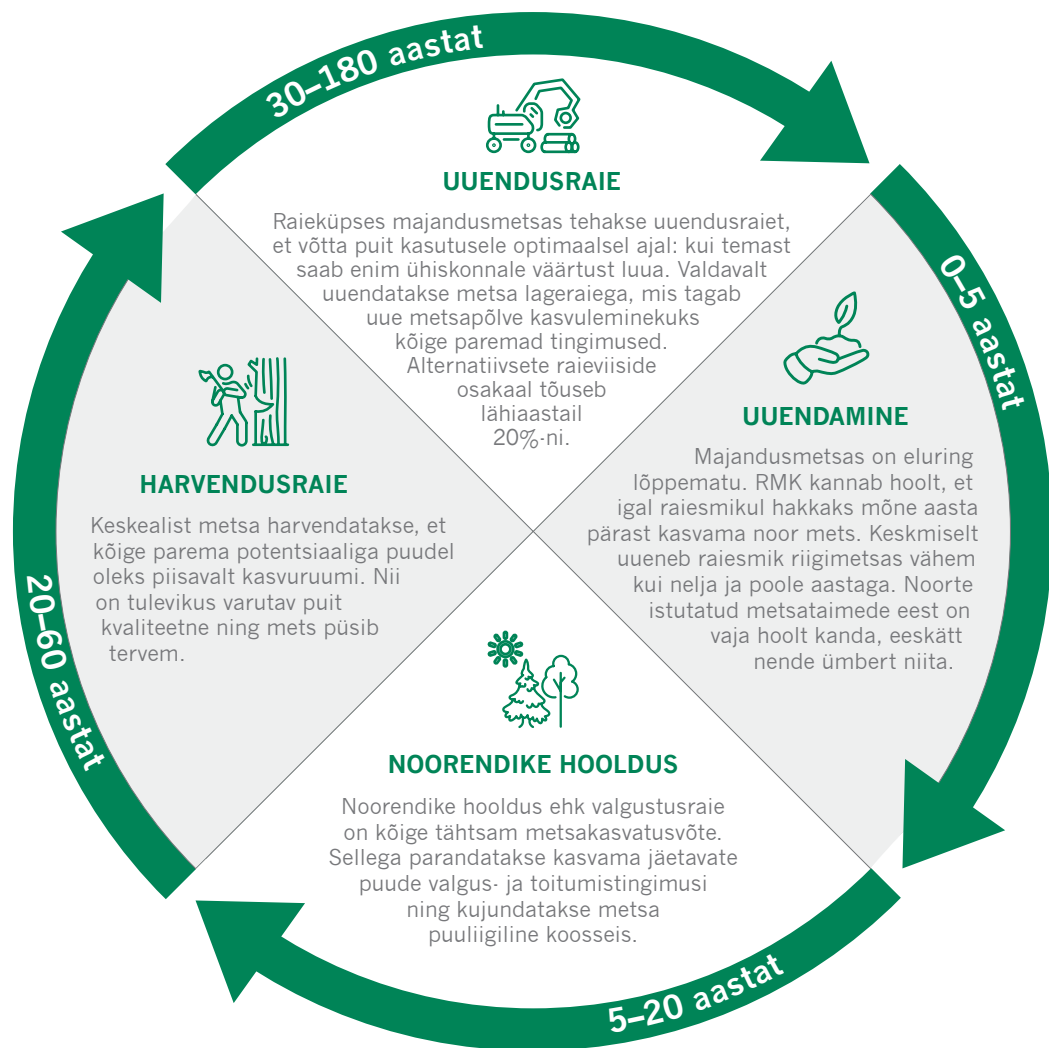 30–180 aastat
UUENDUSRAIE
Raieküpses majandusmetsas tehakse uuendusraiet,
et võtta puit kasutusele optimaalsel ajal: kui temast
saab enim ühiskonnale väärtust luua. Valdavalt
uuendatakse metsa lageraiega, mis tagab
uue metsapõlve kasvuleminekuks
kõige paremad tingimused.
Alternatiivsete raieviiside
osakaal tõuseb
lähiaastail
20%-ni.
0–5 aastat
UUENDAMINE
Majandusmetsas on eluring
lõppematu. RMK kannab hoolt, et
igal raiesmikul hakkaks mõne aasta
pärast kasvama noor mets. Keskmiselt
uueneb raiesmik riigimetsas vähem
kui nelja ja poole aastaga. Noorte
istutatud metsataimede eest on
vaja hoolt kanda, eeskätt
nende ümbert niita.
5–20 aastat
NOORENDIKE HOOLDUS
Noorendike hooldus ehk valgustusraie
on kõige tähtsam metsakasvatusvõte.
Sellega parandatakse kasvama jäetavate
puude valgus- ja toitumistingimusi
ning kujundatakse metsa
puuliigiline koosseis.
20–60 aastat
HARVENDUSRAIE
Keskealist metsa harvendatakse, et
kõige parema potentsiaaliga puudel
oleks piisavalt kasvuruumi. Nii
on tulevikus varutav puit
kvaliteetne ning mets püsib
tervem.